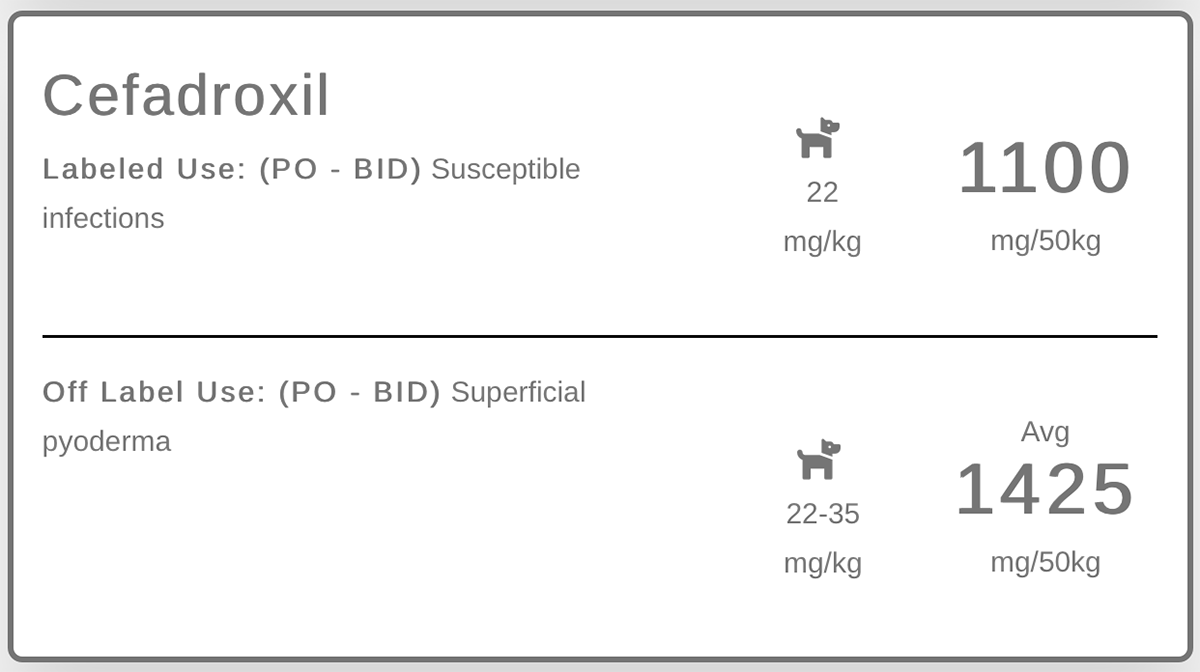 Cefadroxil
Labeled Use: (PO - BID) Susceptible
infections
22
mg/kg
1100
mg/50kg
Off Label Use: (PO - BID) Superficial
pyoderma
22-35
mg/kg
Avg
1425
mg/50kg